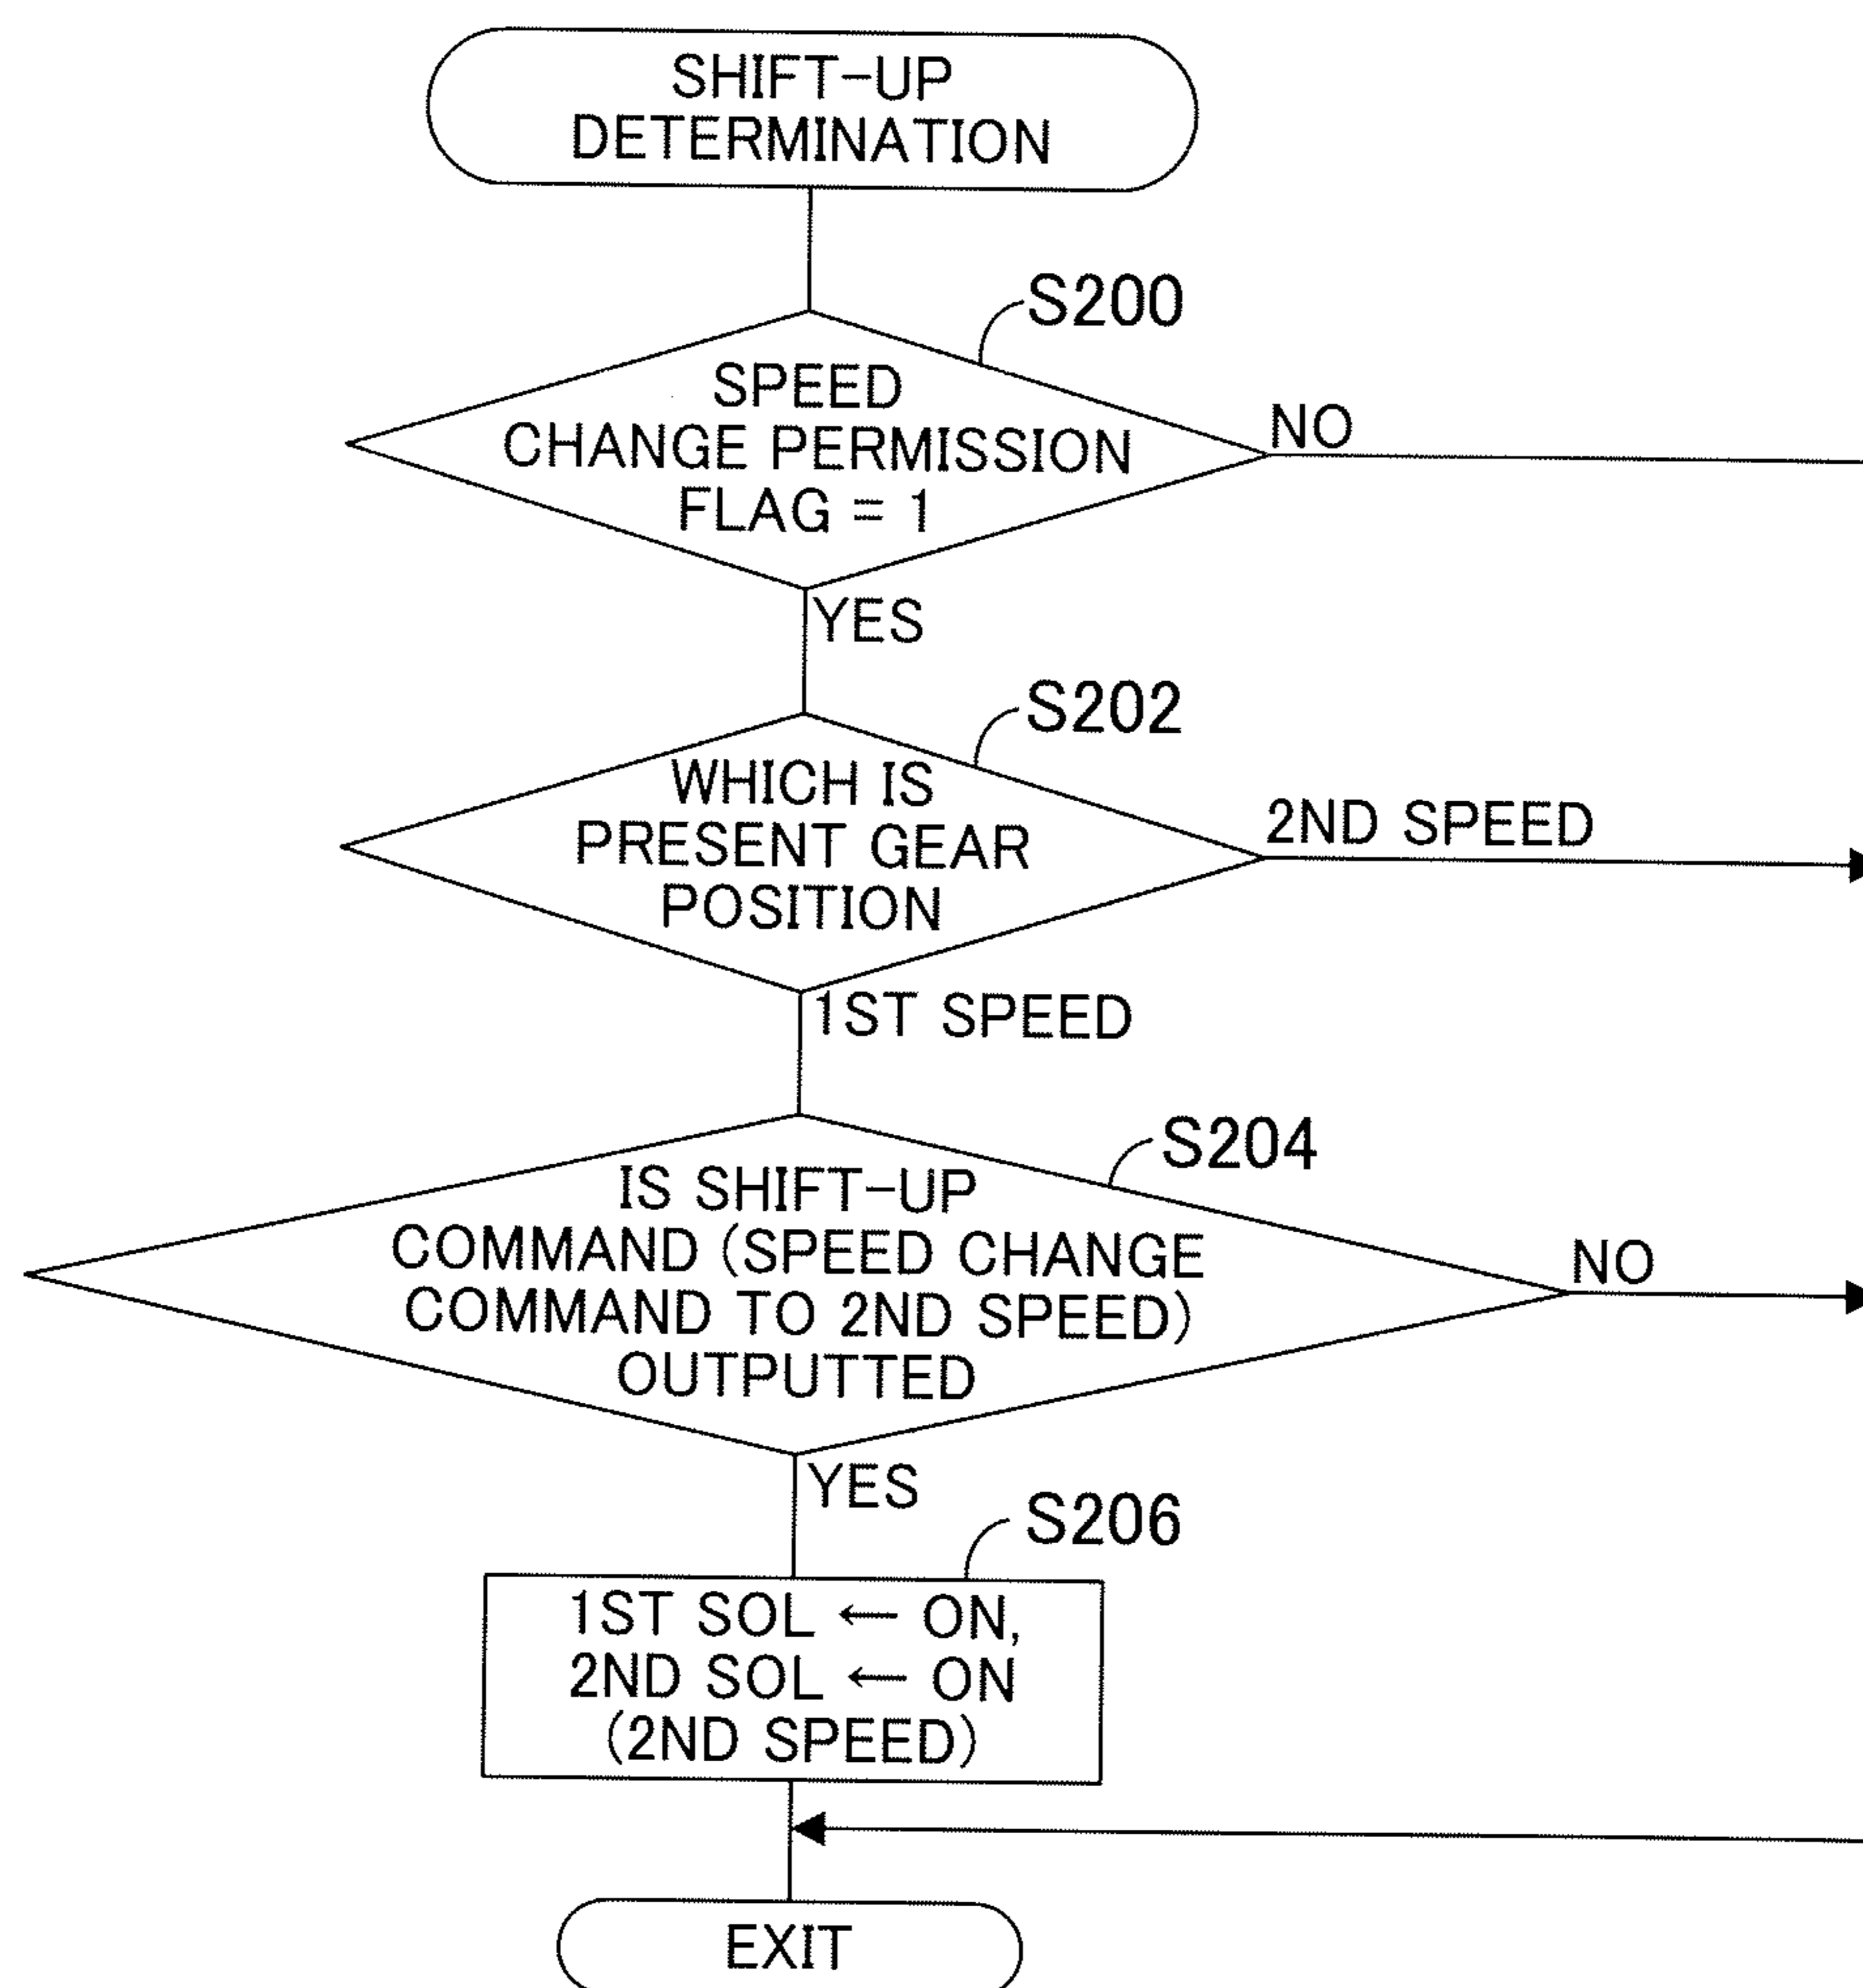 SHIFT-UP
DETERMINATION
S200
SPEED
CHANGE PERMISSION
FLAG = 1
NO
YES
S202
WHICH IS
PRESENT GEAR
POSITION
2ND SPEED
1ST SPEED
S204
IS SHIFT-UP
COMMAND (SPEED CHANGE
COMMAND TO 2ND SPEED)
OUTPUTTED
NO
YES
S206
1ST SOL ← ON,
2ND SOL ← ON
(2ND SPEED)
EXIT